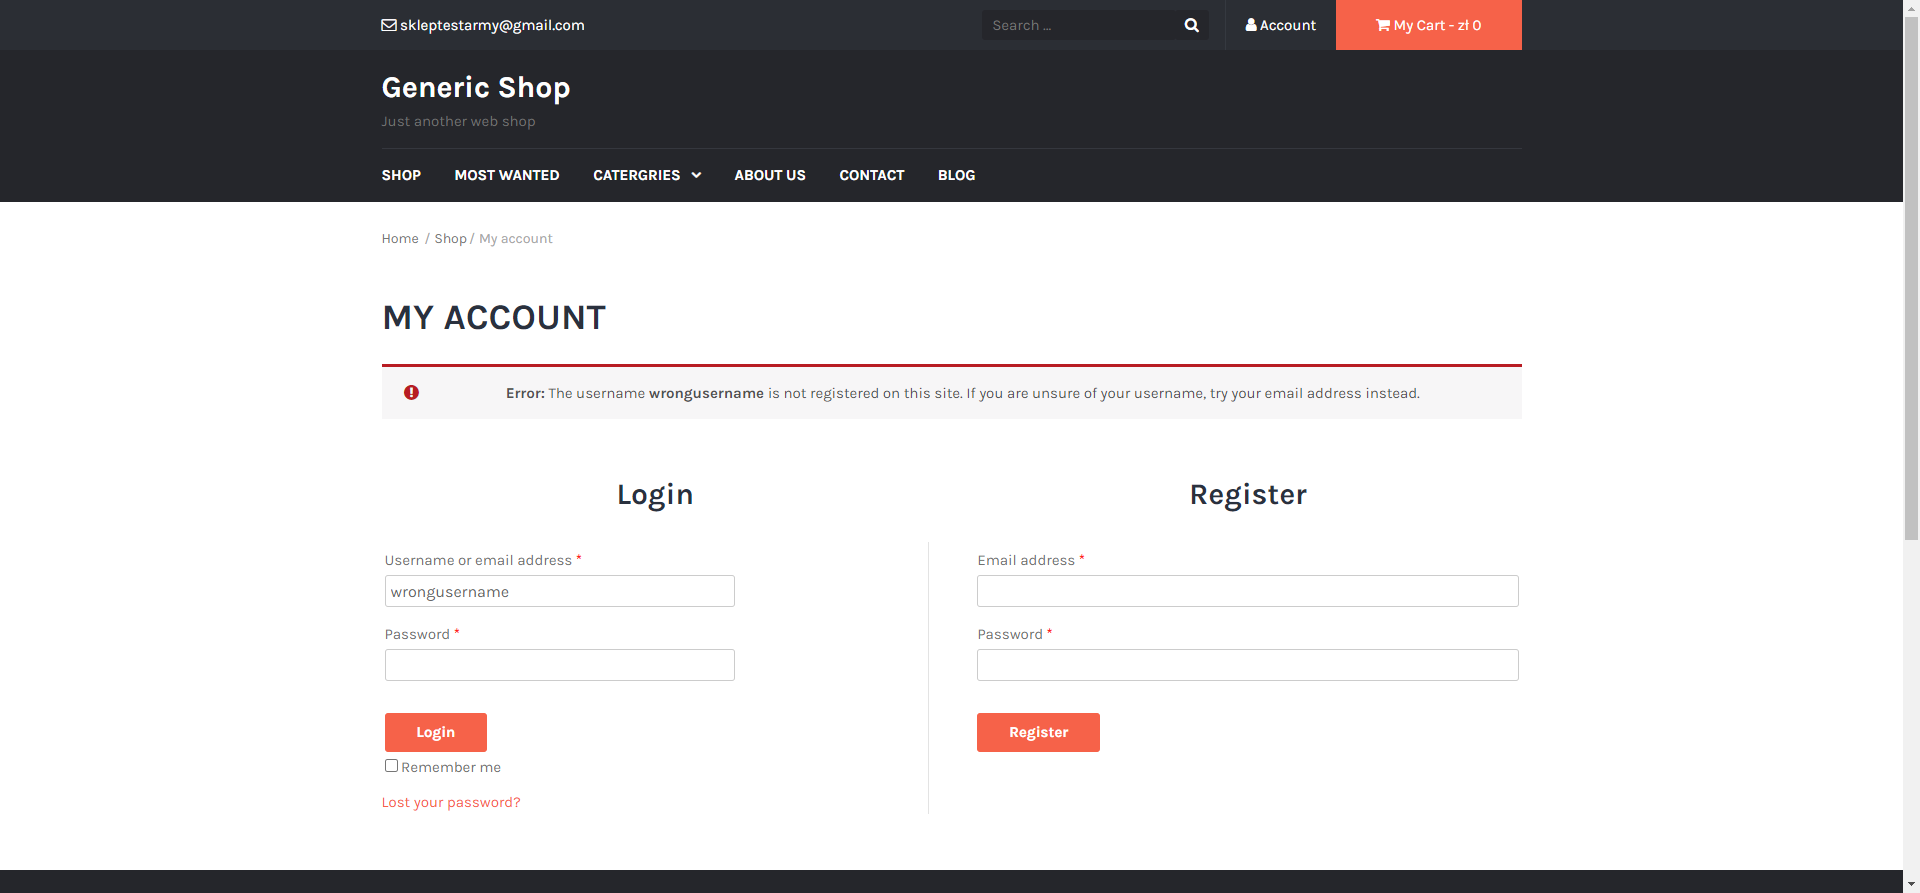 skleptestarmy@gmail.com
Search ...
Account
My Cart - zł 0
Generic Shop
Just another web shop
SHOP MOST WANTED CATERGRIES ABOUT US CONTACT BLOG
Home / Shop / My account
MY ACCOUNT
Error: The username wrongusername is not registered on this site. If you are unsure of your username, try your email address instead.
Login
Username or email address *
wrongusername
Password *
Login
Remember me
Lost your password?
Register
Email address *
Password *
Register